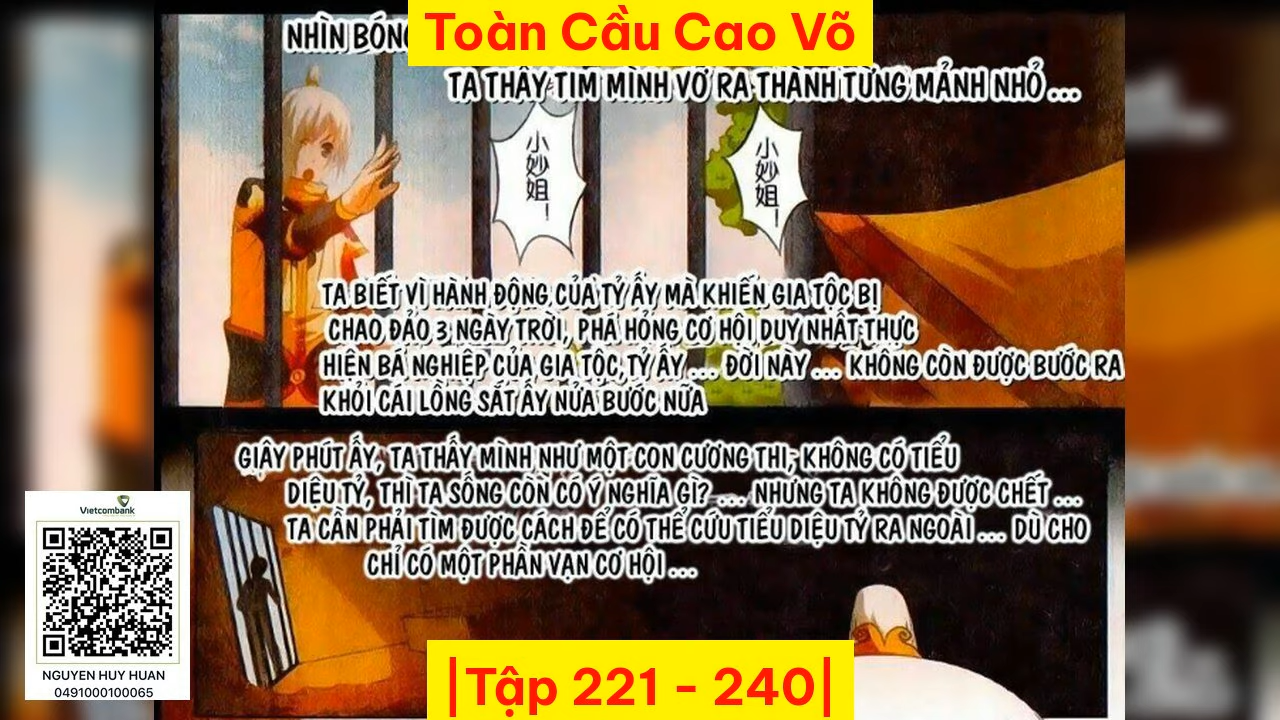 Toàn Cầu Cao Võ
NHÌN BÓNG
TA THẤY TIM MÌNH VỠ RA THÀNH TỪNG MẢNH NHỎ ...
小妙姐！
小妙姐！
TA BIẾT VÌ HÀNH ĐỘNG CỦA TỶ ẤY MÀ KHIẾN GIA TỘC BỊ
CHAO ĐẢO 3 NGÀY TRỜI, PHÁ HỎNG CƠ HỘI DUY NHẤT THỰC
HIỆN BÁ NGHIỆP CỦA GIA TỘC, TỶ ẤY ... ĐỜI NÀY ... KHÔNG CÒN ĐƯỢC BƯỚC RA
KHỎI CÁI LỒNG SẮT ẤY NỬA BƯỚC NỮA
GIÂY PHÚT ẤY, TA THẤY MÌNH NHƯ MỘT CON CƯƠNG THI, KHÔNG CÓ TIỂU
DIỆU TỶ, THÌ TA SỐNG CÒN CÓ Ý NGHĨA GÌ? ... NHƯNG TA KHÔNG ĐƯỢC CHẾT ...
TA CẦN PHẢI TÌM ĐƯỢC CÁCH ĐỂ CÓ THỂ CỨU TIỂU DIỆU TỶ RA NGOÀI ... DÙ CHO
CHỈ CÓ MỘT PHẦN VẠN CƠ HỘI ...
Vietcombank
NGUYEN HUY HUAN
0491000100065
|Tập 221 - 240|